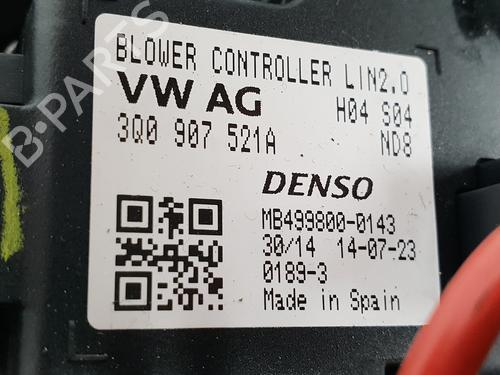 BLOWER CONTROLLER LIN2.0
VW AG H04 S04
3Q0 907 521A ND8
DENSO
MB499800-0143
30/14 14-07-23
0189-3
Made in Spain
B-PARTS